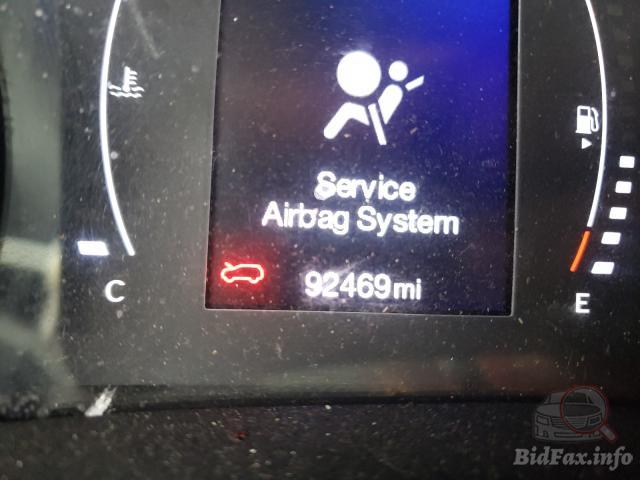 Service
Airbag System
92469mi
C
E
BidFax.info